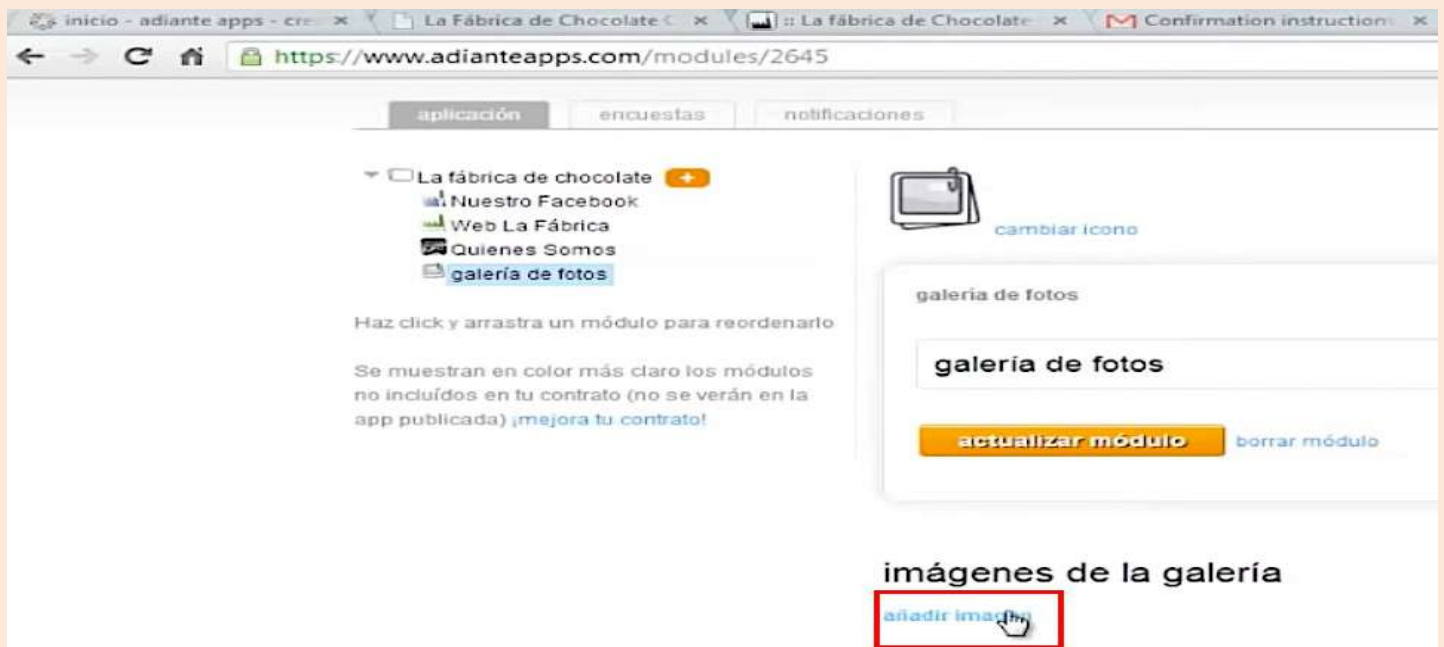 inicio - adiante apps - cre
La Fábrica de Chocolate C
:: La fábrica de Chocolate
Confirmation instructions
https://www.adianteapps.com/modules/2645
aplicación
encuestas
notificaciones
La fábrica de chocolate +
Nuestro Facebook
Web La Fábrica
Quienes Somos
galería de fotos
Haz click y arrastra un módulo para reordenarlo
Se muestran en color más claro los módulos
no incluídos en tu contrato (no se verán en la
app publicada) ¡mejora tu contrato!
cambiar icono
galería de fotos
galería de fotos
actualizar módulo
borrar módulo
imágenes de la galería
añadir imagen